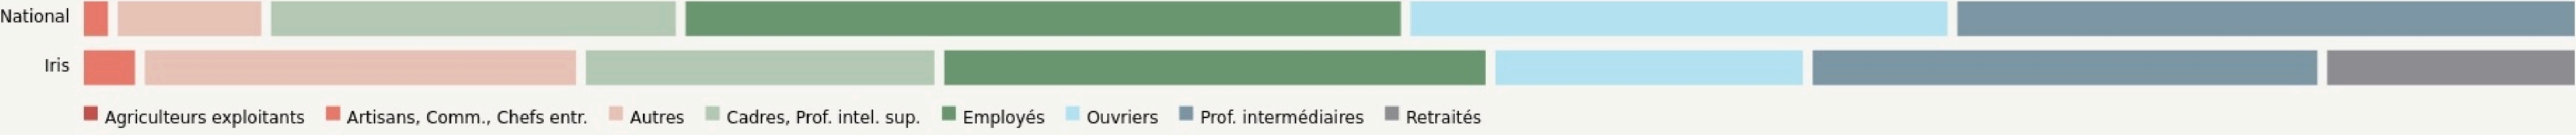 National
Iris
Agriculteurs exploitants Artisans, Comm., Chefs entr. Autres Cadres, Prof. intel. sup. Employés Ouvriers Prof. intermédiaires Retraités